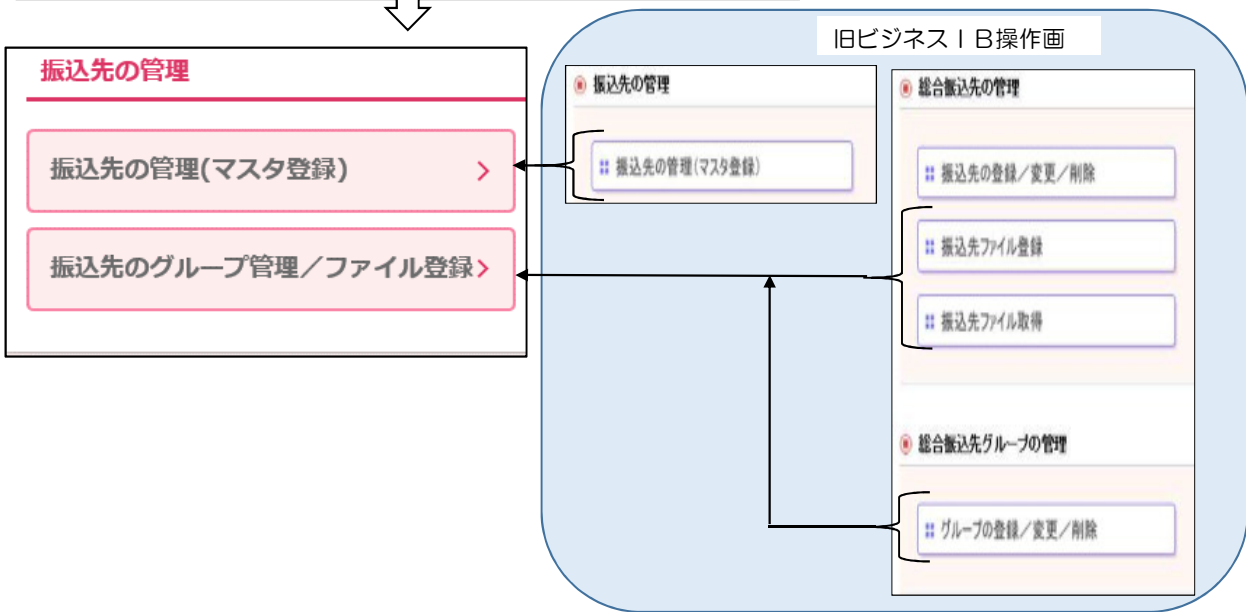 旧ビジネスＩＢ操作画
振込先の管理
振込先の管理(マスタ登録)
振込先のグループ管理／ファイル登録
振込先の管理
振込先の管理(マスタ登録)
総合振込先の管理
振込先の登録／変更／削除
振込先ファイル登録
振込先ファイル取得
総合振込先グループの管理
グループの登録／変更／削除